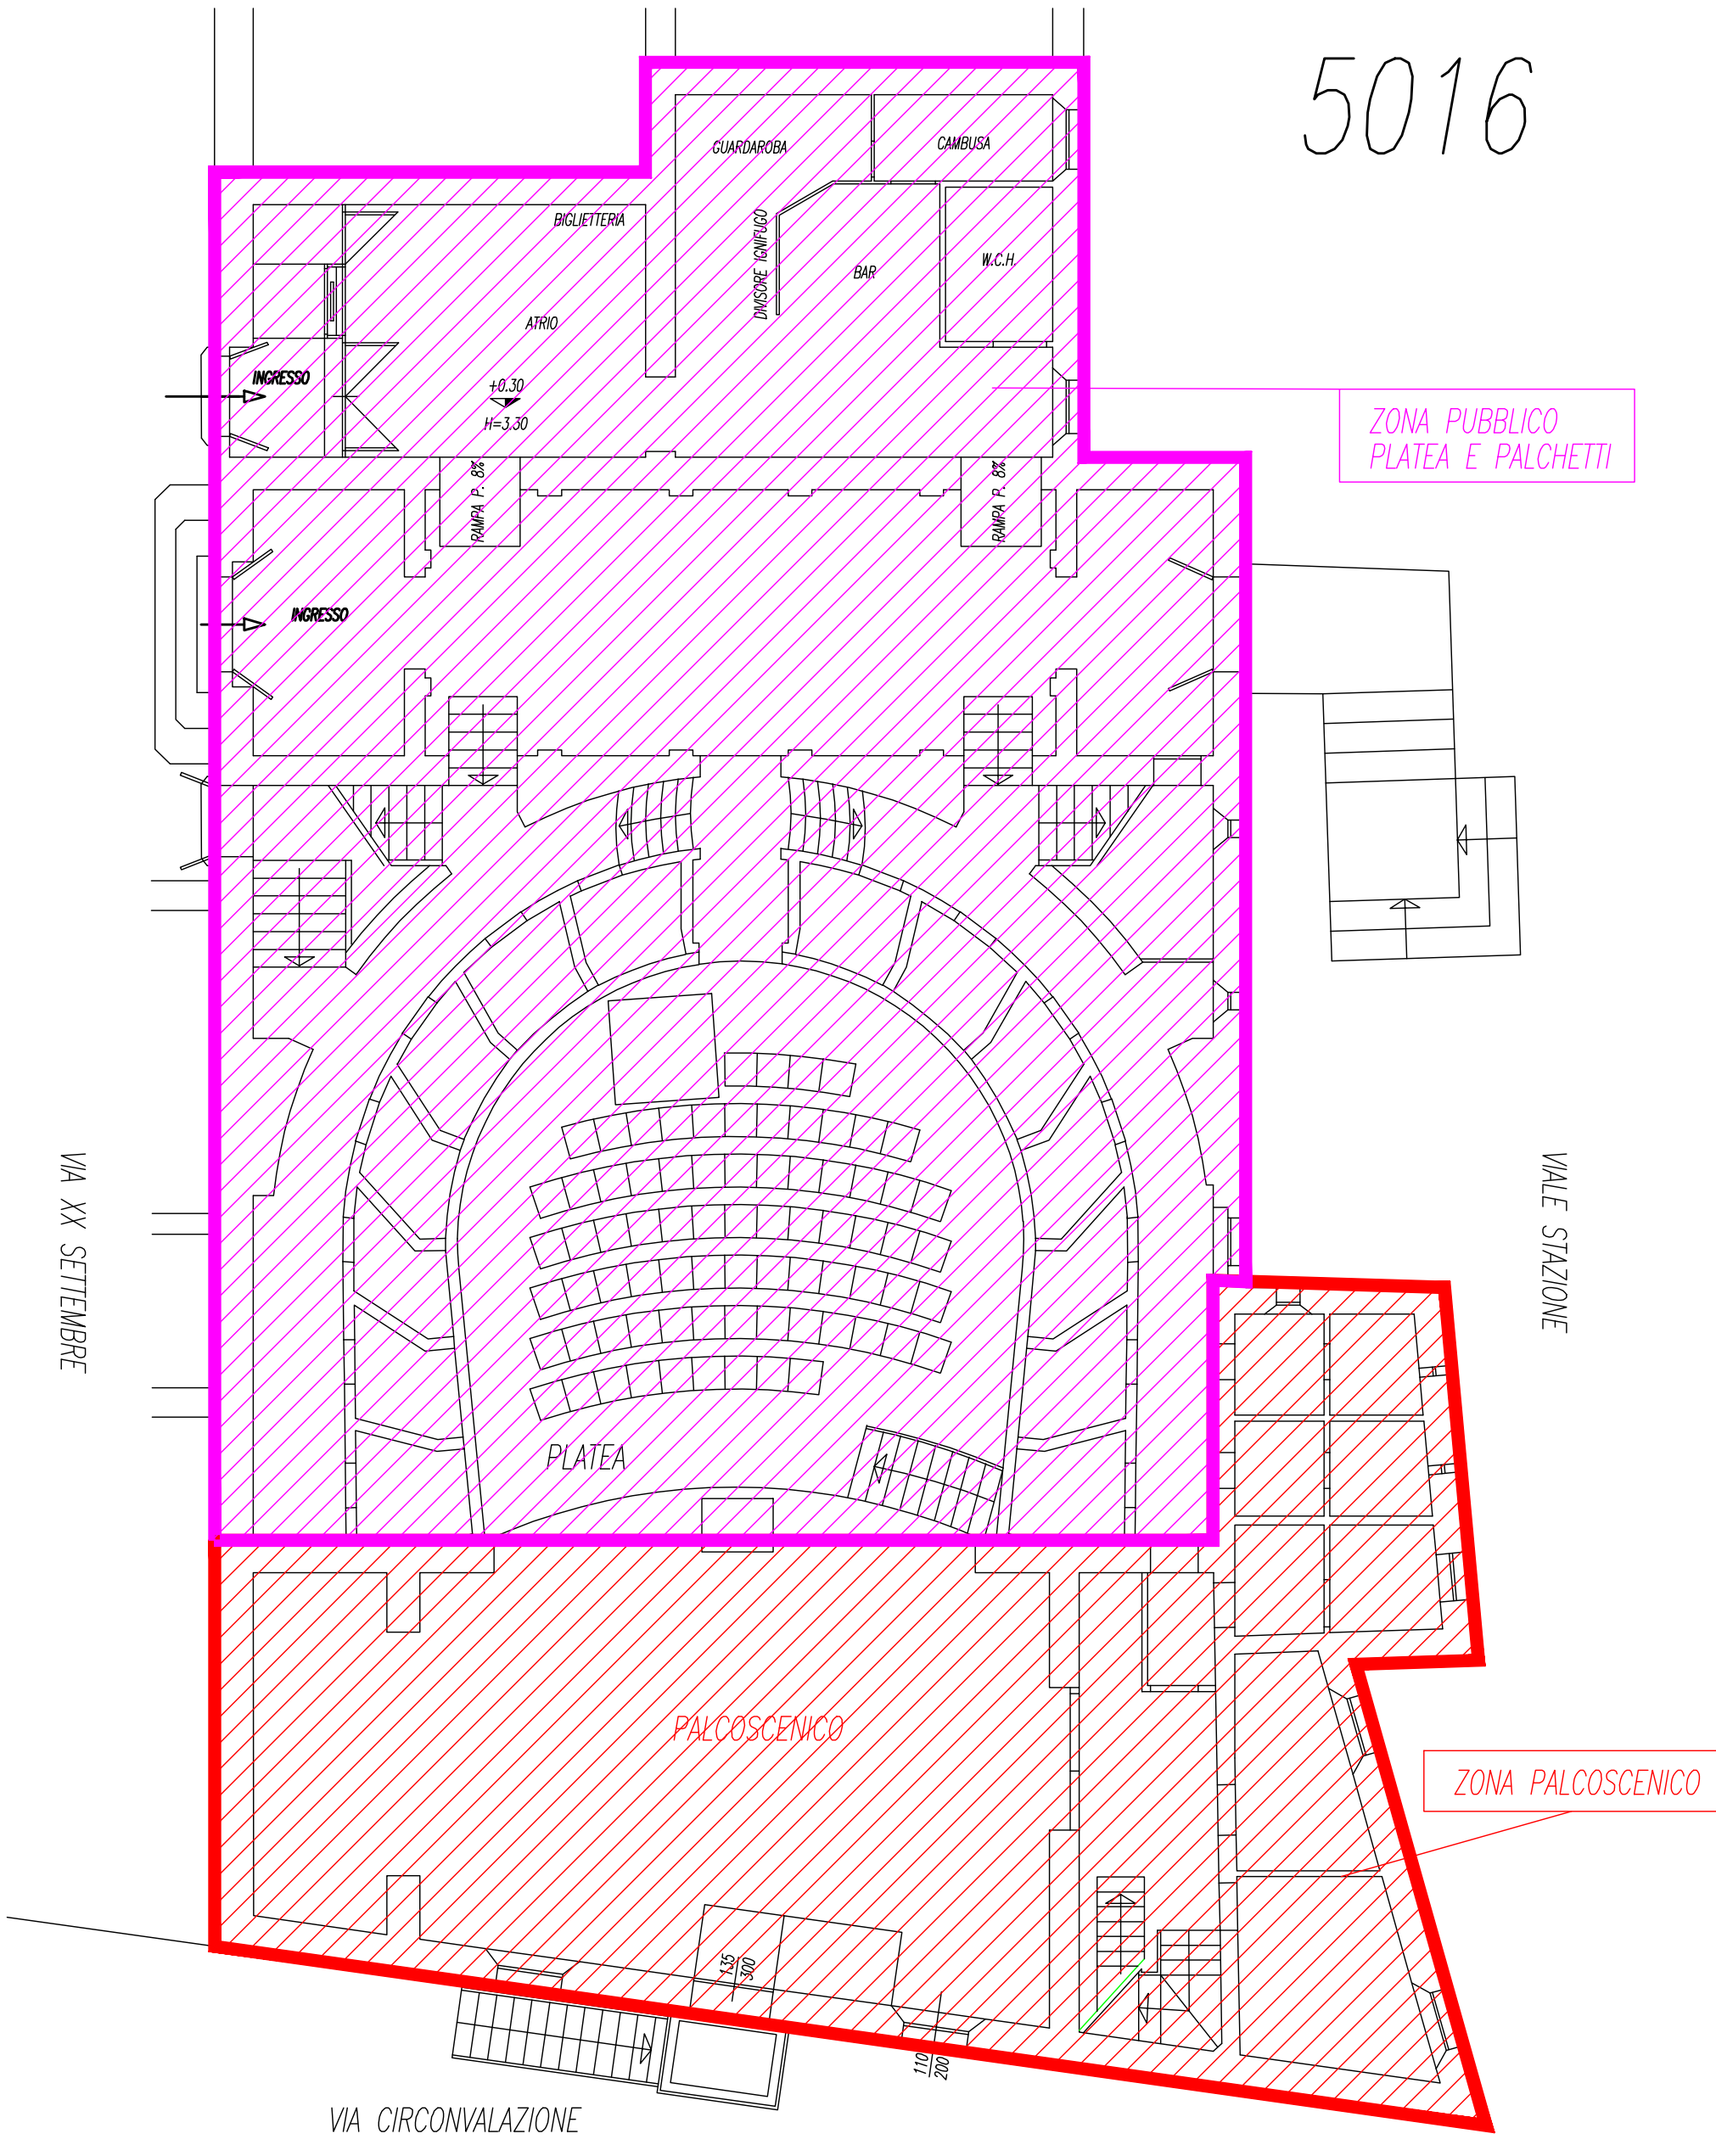 5016
GUARDAROBA
CAMBUSA
BIGLIETTERIA
DIVISORE IGNIFUGO
BAR
W.C.H.
ATRIO
INGRESSO
+0.30
H=3.30
ZONA PUBBLICO
PLATEA E PALCHETTI
RAMPA P. 8%
RAMPA P. 8%
INGRESSO
VIA XX SETTEMBRE
VIALE STAZIONE
PLATEA
PALCOSCENICO
ZONA PALCOSCENICO
135
300
110
200
VIA CIRCONVALAZIONE